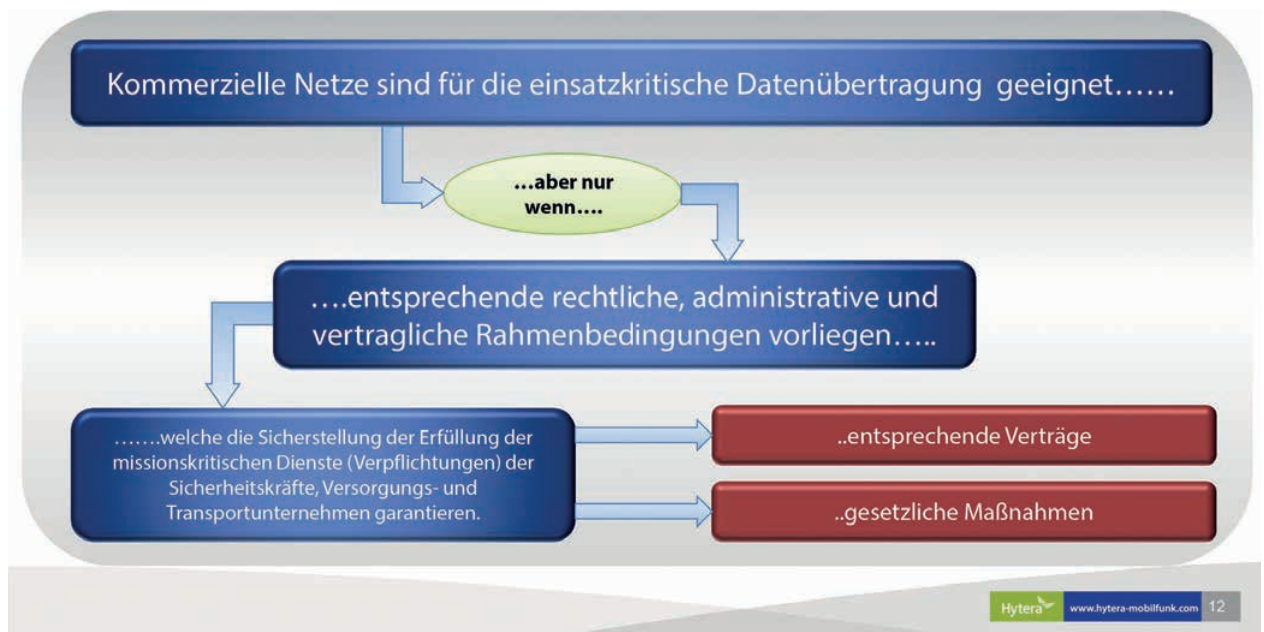 Kommerzielle Netze sind für die einsatzkritische Datenübertragung geeignet……
…aber nur
wenn….
….entsprechende rechtliche, administrative und
vertragliche Rahmenbedingungen vorliegen…..
…….welche die Sicherstellung der Erfüllung der
missionskritischen Dienste (Verpflichtungen) der
Sicherheitskräfte, Versorgungs- und
Transportunternehmen garantieren.
..entsprechende Verträge
..gesetzliche Maßnahmen
Hytera
www.hytera-mobilfunk.com 12